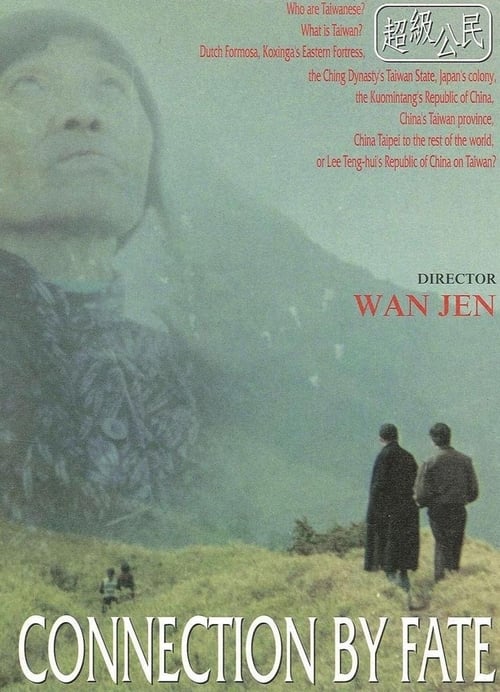 Who are Taiwanese?
What is Taiwan?
Dutch Formosa, Koxinga's Eastern Fortress,
the Ching Dynasty's Taiwan State, Japan's colony,
the Kuomintang's Republic of China,
China's Taiwan province,
China Taipei to the rest of the world,
or Lee Teng-hui's Republic of China on Taiwan?
超級公民
DIRECTOR
WAN JEN
CONNECTION BY FATE